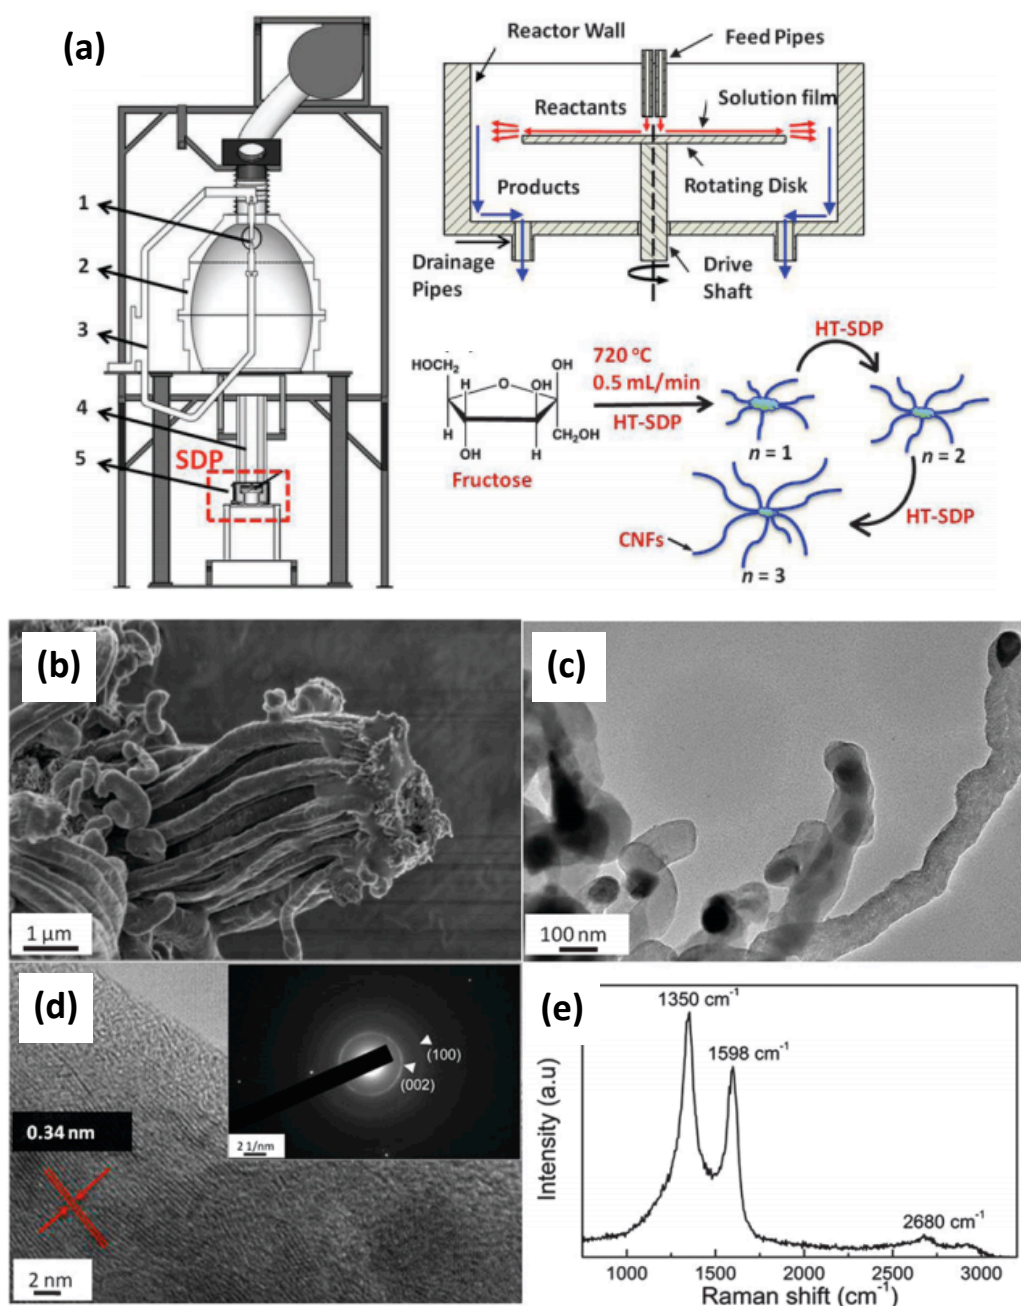 (a)
1
2
3
4
5
SDP
Reactor Wall
Feed Pipes
Reactants
Solution film
Products
Rotating Disk
Drainage
Pipes
Drive
Shaft
HOCH₂
O
OH
H
OH
H
H
CH₂OH
OH
H
Fructose
720 °C
0.5 mL/min
HT-SDP
n = 1
HT-SDP
n = 2
HT-SDP
CNFs
n = 3
(b)
1 µm
(c)
100 nm
(d)
0.34 nm
2 nm
(100)
(002)
2 1/nm
(e)
1350 cm⁻¹
1598 cm⁻¹
2680 cm⁻¹
Intensity (a.u)
1000
1500
2000
2500
3000
Raman shift (cm⁻¹)